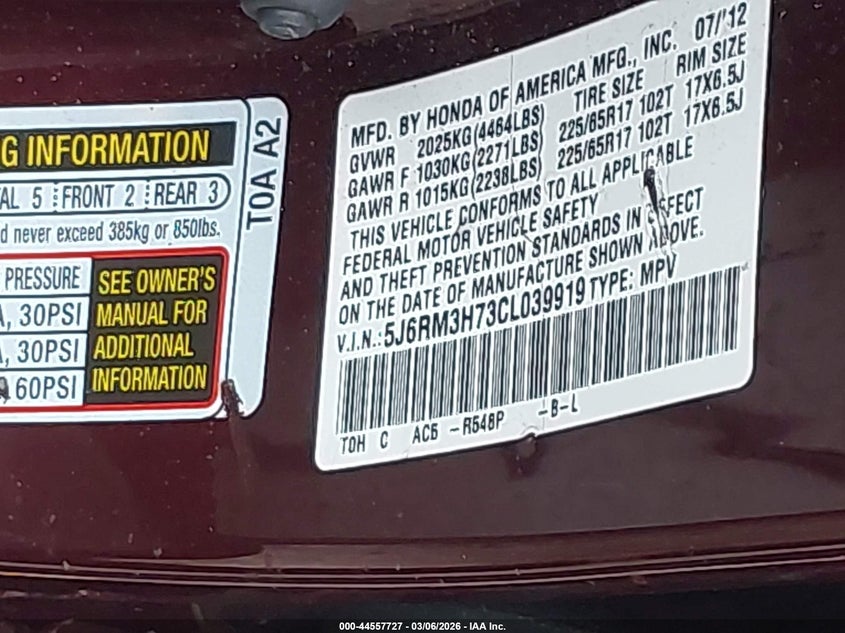 G INFORMATION
AL 5 FRONT 2 REAR 3
d never exceed 385kg or 850lbs.
PRESSURE
, 30PSI
, 30PSI
60PSI
SEE OWNER'S
MANUAL FOR
ADDITIONAL
INFORMATION
T0A A2
MFD. BY HONDA OF AMERICA MFG., INC. 07/'12
GVWR 2025KG(4464LBS) TIRE SIZE RIM SIZE
GAWR F 1030KG(2271LBS) 225/65R17 102T 17X6.5J
GAWR R 1015KG(2238LBS) 225/65R17 102T 17X6.5J
THIS VEHICLE CONFORMS TO ALL APPLICABLE
FEDERAL MOTOR VEHICLE SAFETY
AND THEFT PREVENTION STANDARDS IN EFFECT
ON THE DATE OF MANUFACTURE SHOWN ABOVE.
V.I.N.: 5J6RM3H73CL039919 TYPE: MPV
T0H C AC5 -R548P -B-L
000-44557727 - 03/06/2026 - IAA Inc.